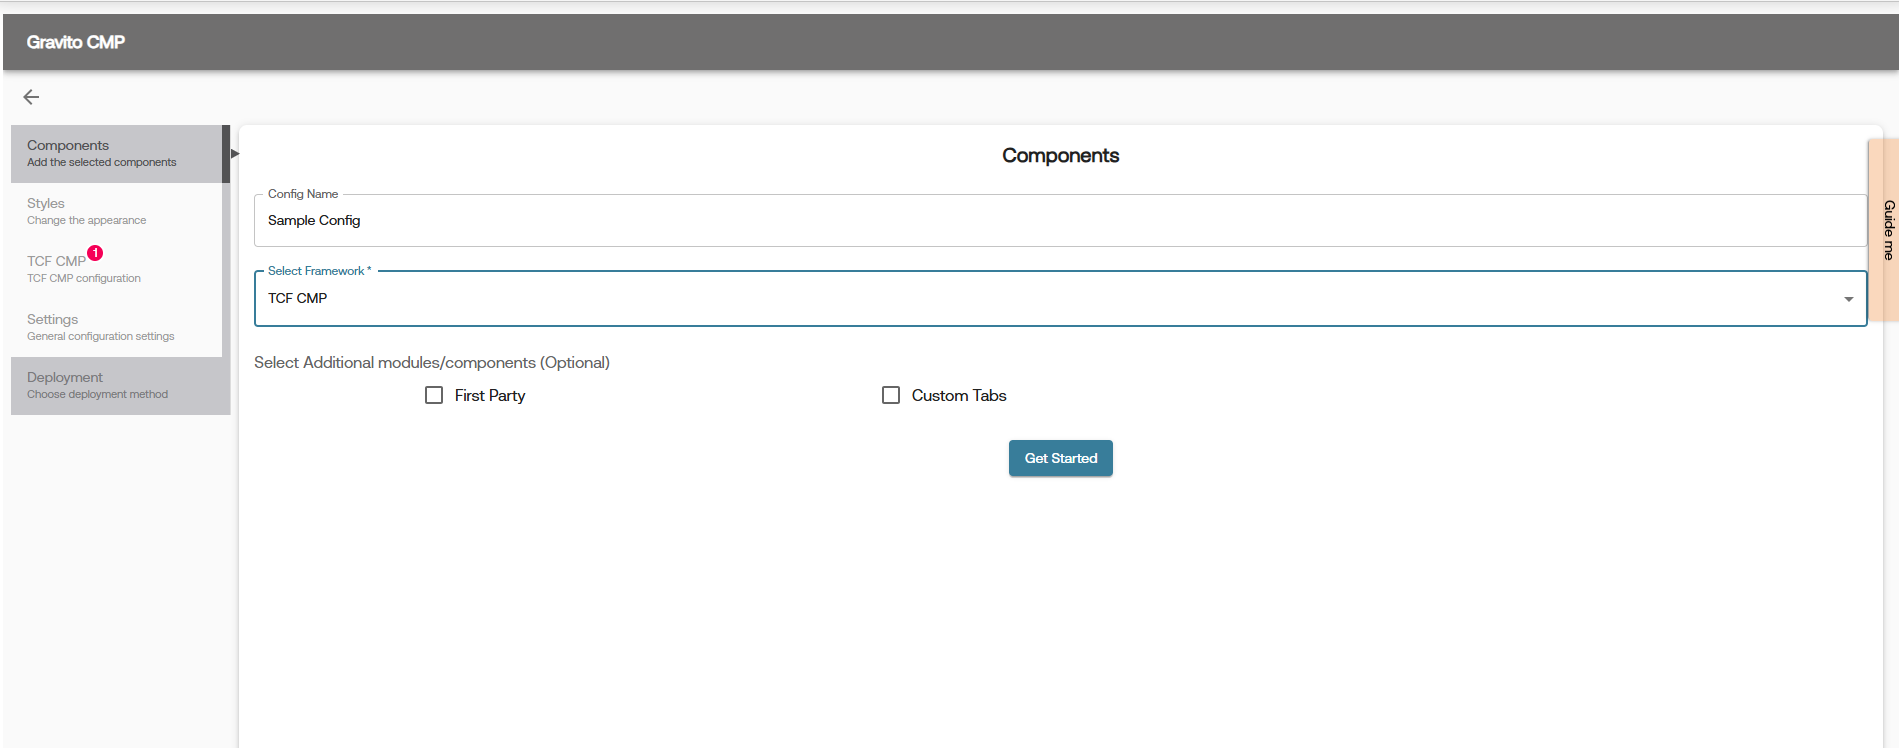 Gravito CMP
Components
Add the selected components
Styles
Change the appearance
TCF CMP 1
TCF CMP configuration
Settings
General configuration settings
Deployment
Choose deployment method
Components
Config Name
Sample Config
Select Framework *
TCF CMP
Select Additional modules/components (Optional)
First Party
Custom Tabs
Get Started
Guide me